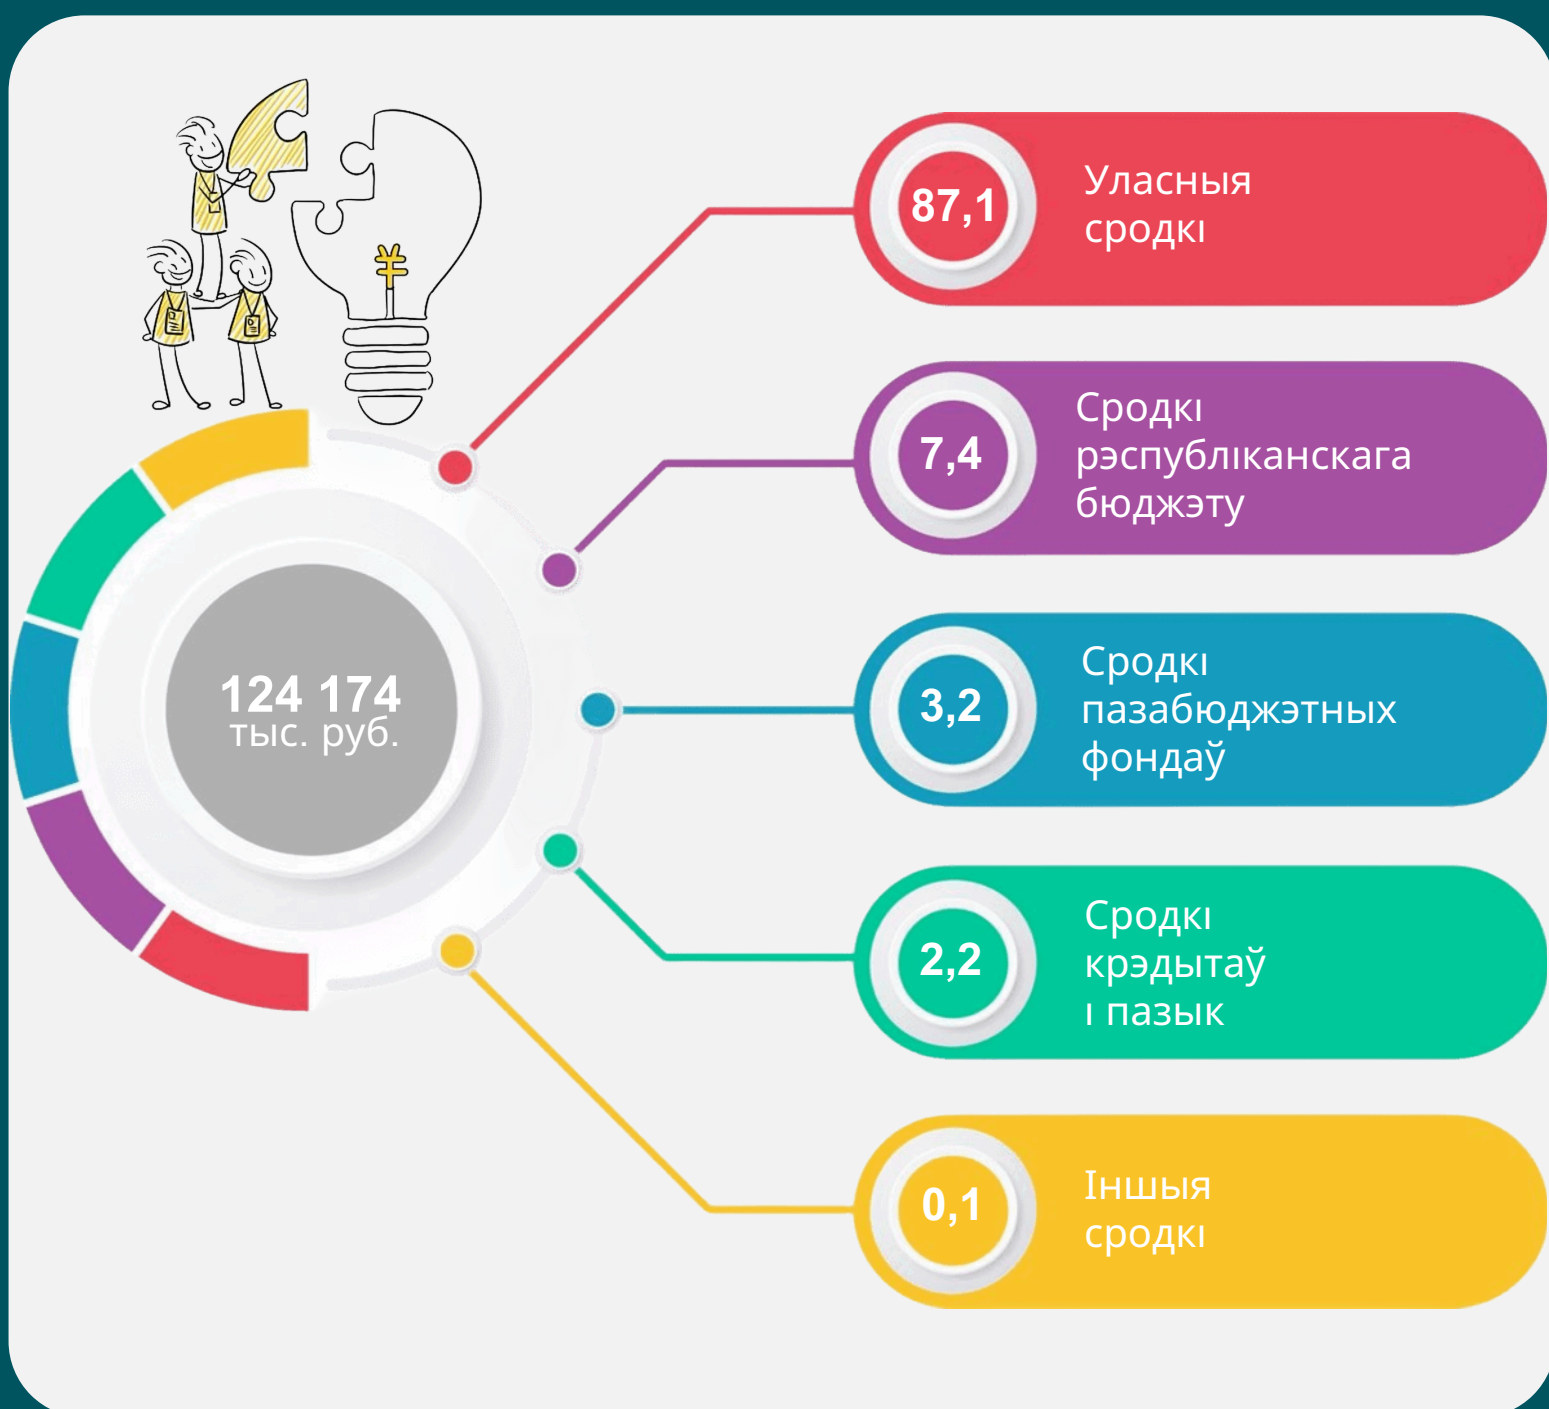 87,1
Уласныя
сродкі
7,4
Сродкі
рэспубліканскага
бюджэту
124 174
тыс. руб.
3,2
Сродкі
пазабюджэтных
фондаў
2,2
Сродкі
крэдытаў
і пазык
0,1
Іншыя
сродкі